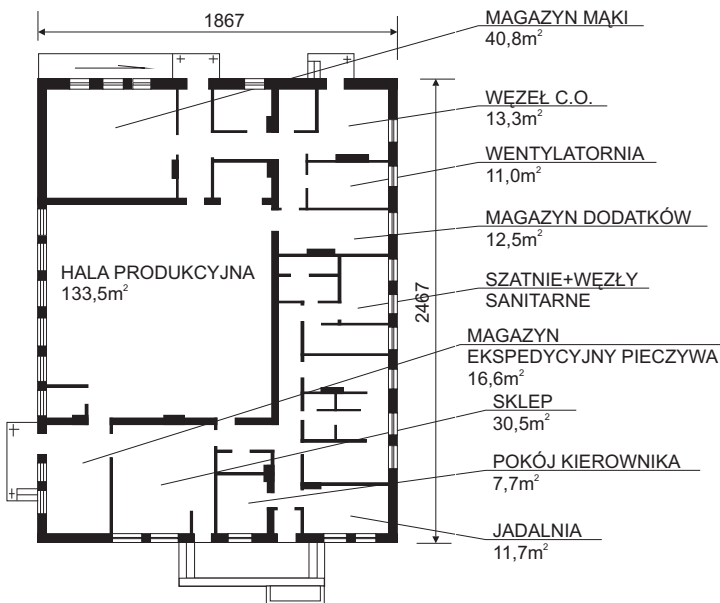 1867
MAGAZYN MĄKI
40,8m²
WĘZEŁ C.O.
13,3m²
WENTYLATORNIA
11,0m²
MAGAZYN DODATKÓW
12,5m²
HALA PRODUKCYJNA
133,5m²
SZATNIE+WĘZŁY
SANITARNE
2467
MAGAZYN
EKSPEDYCYJNY PIECZYWA
16,6m²
SKLEP
30,5m²
POKÓJ KIEROWNIKA
7,7m²
JADALNIA
11,7m²